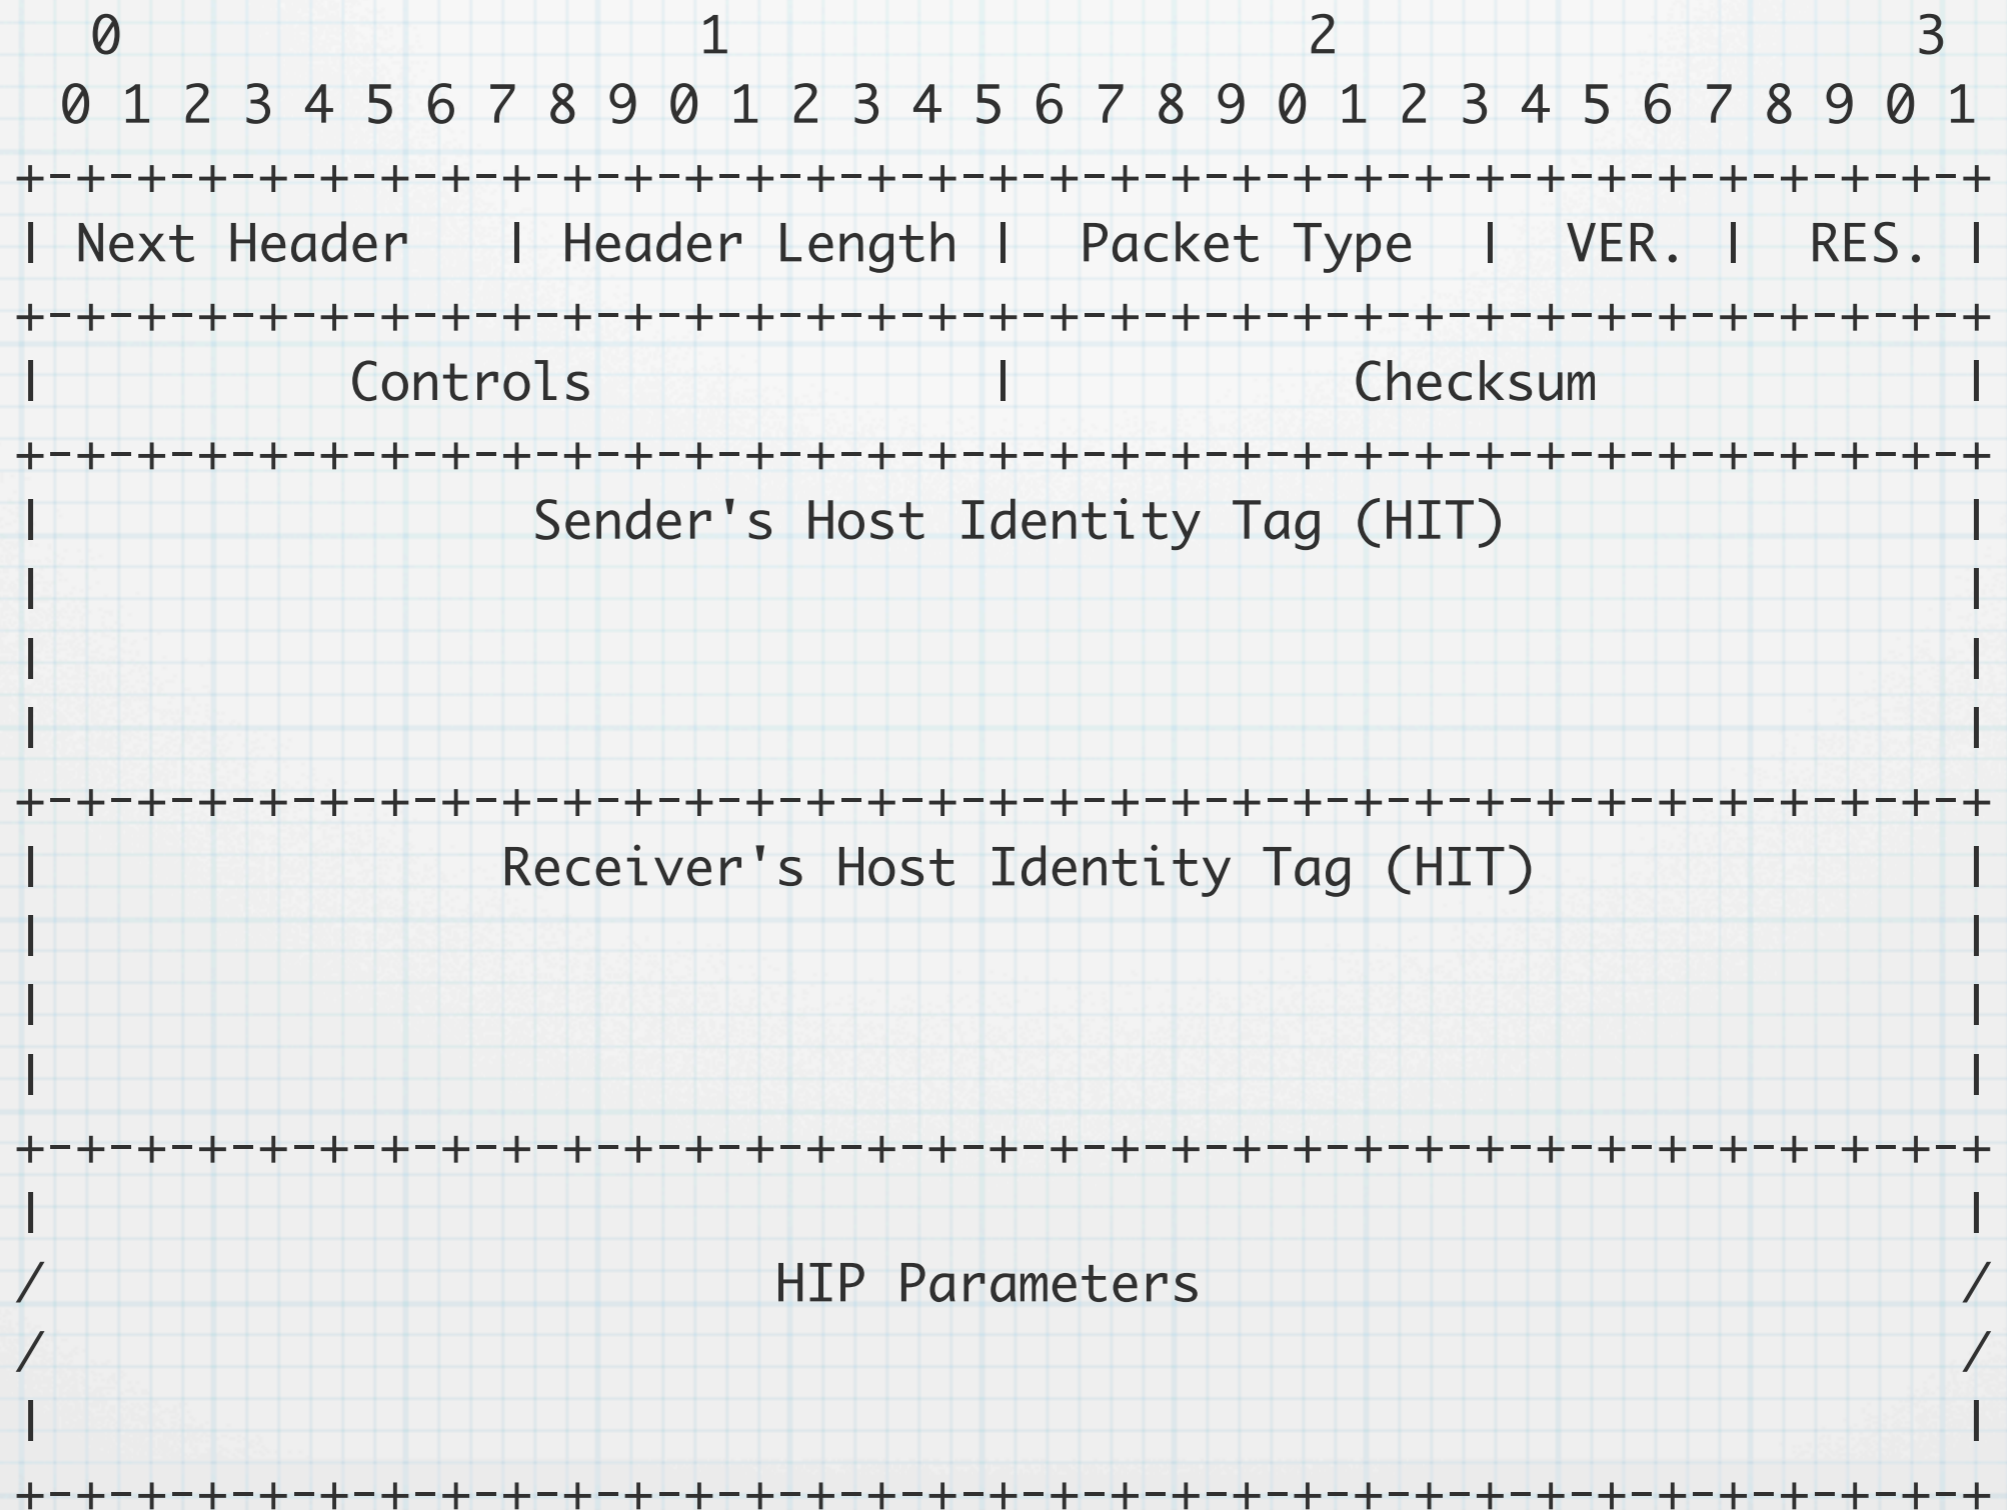 0                   1                   2                   3
  0 1 2 3 4 5 6 7 8 9 0 1 2 3 4 5 6 7 8 9 0 1 2 3 4 5 6 7 8 9 0 1
+-+-+-+-+-+-+-+-+-+-+-+-+-+-+-+-+-+-+-+-+-+-+-+-+-+-+-+-+-+-+-+-+
| Next Header   | Header Length |  Packet Type  |  VER. |  RES. |
+-+-+-+-+-+-+-+-+-+-+-+-+-+-+-+-+-+-+-+-+-+-+-+-+-+-+-+-+-+-+-+-+
|          Controls             |           Checksum            |
+-+-+-+-+-+-+-+-+-+-+-+-+-+-+-+-+-+-+-+-+-+-+-+-+-+-+-+-+-+-+-+-+
|                Sender's Host Identity Tag (HIT)               |
|                                                               |
|                                                               |
|                                                               |
+-+-+-+-+-+-+-+-+-+-+-+-+-+-+-+-+-+-+-+-+-+-+-+-+-+-+-+-+-+-+-+-+
|               Receiver's Host Identity Tag (HIT)              |
|                                                               |
|                                                               |
|                                                               |
+-+-+-+-+-+-+-+-+-+-+-+-+-+-+-+-+-+-+-+-+-+-+-+-+-+-+-+-+-+-+-+-+
|                                                               |
/                        HIP Parameters                         /
/                                                               /
|                                                               |
+-+-+-+-+-+-+-+-+-+-+-+-+-+-+-+-+-+-+-+-+-+-+-+-+-+-+-+-+-+-+-+-+